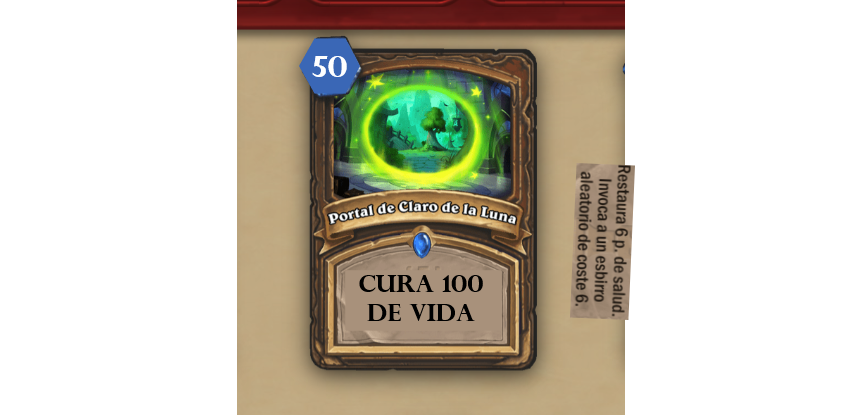 50
Portal de Claro de la Luna
CURA 100
DE VIDA
Restaura 6 p. de salud.
Invoca a un esbirro
aleatorio de coste 6.